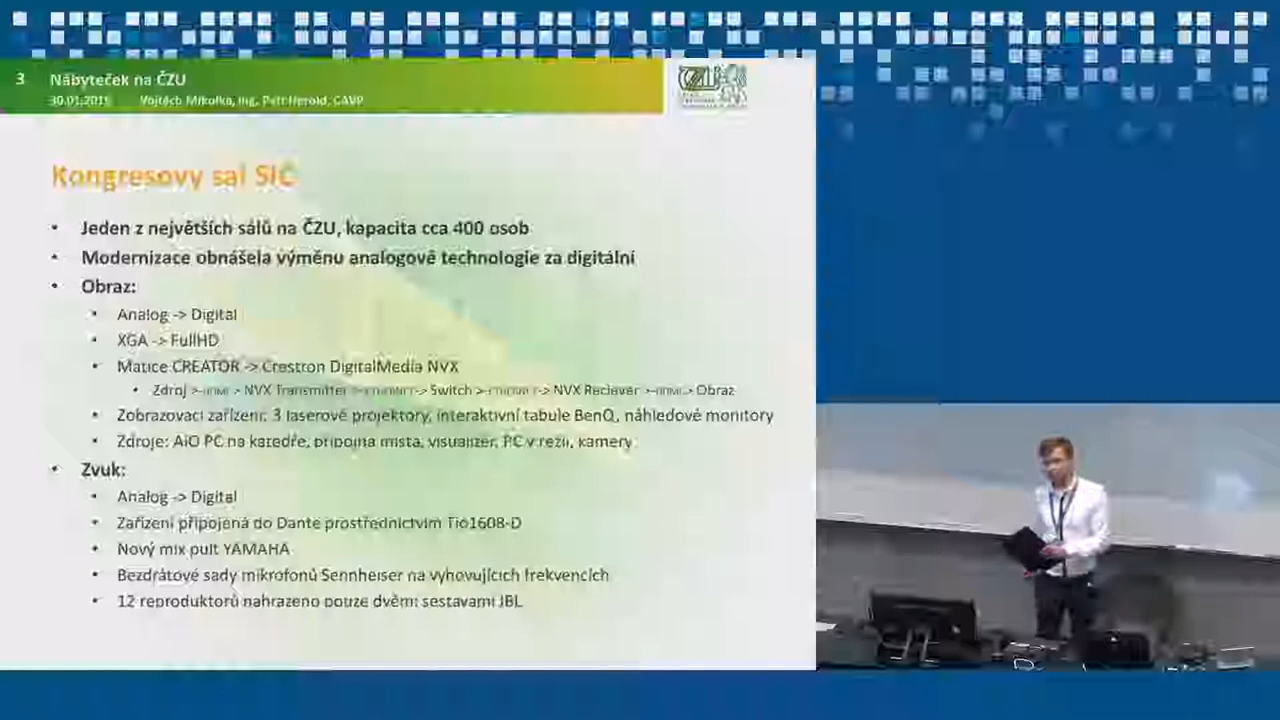 3 Nábyteček na ČZU
30.01.2019 Vojtěch Mikolka, Ing. Petr Herold, CAVP
Kongresový sál SIC
• Jeden z největších sálů na ČZU, kapacita cca 400 osob
• Modernizace obnášela výměnu analogové technologie za digitální
• Obraz:
• Analog -> Digital
• XGA -> FullHD
• Matice CREATOR -> Crestron DigitalMedia NVX
• Zdroj >-HDMI-> NVX Transmitter >-ETHERNET-> Switch >-ETHERNET-> NVX Reciever >-HDMI-> Obraz
• Zobrazovací zařízení: 3 laserové projektory, interaktivní tabule BenQ, náhledové monitory
• Zdroje: AiO PC na katedře, přípojná místa, visualizer, PC v režii, kamery
• Zvuk:
• Analog -> Digital
• Zařízení připojená do Dante prostřednictvím Tio1608-D
• Nový mix pult YAMAHA
• Bezdrátové sady mikrofonů Sennheiser na vyhovujících frekvencích
• 12 reproduktorů nahrazeno pouze dvěmi sestavami JBL